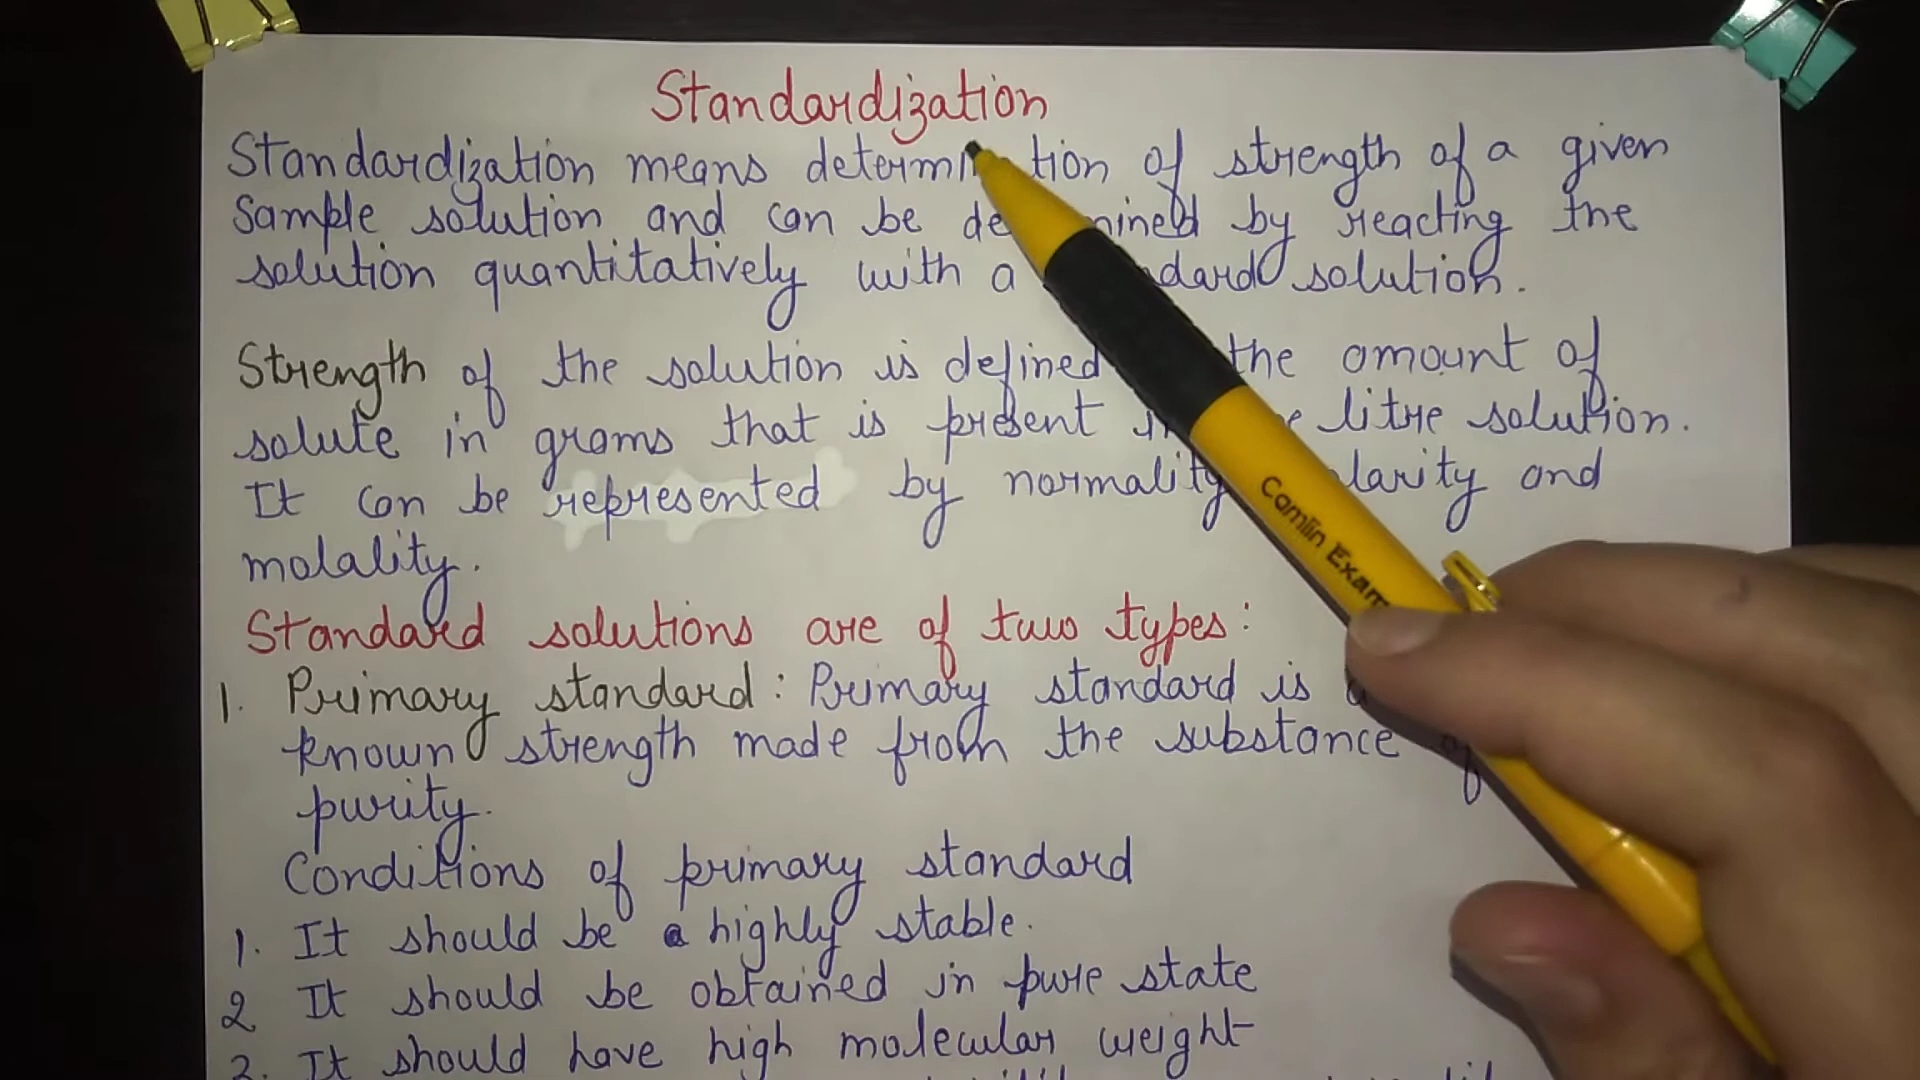 Standardization
Standardization means determi tion of strength of a given
Sample solution and can be de mined by reacting the
solution quantitatively with a dard solution.
Strength of the solution is defined the amount of
solute in grams that is present litre solution.
It can be represented by normality larity and
molality.
Standard solutions are of two types:
1. Primary standard: Primary standard is
known strength made from the substance
purity.
Conditions of primary standard
1. It should be a highly stable.
2 It should be obtained in pure state
3. It should have high molecular weight
Camlin Exam